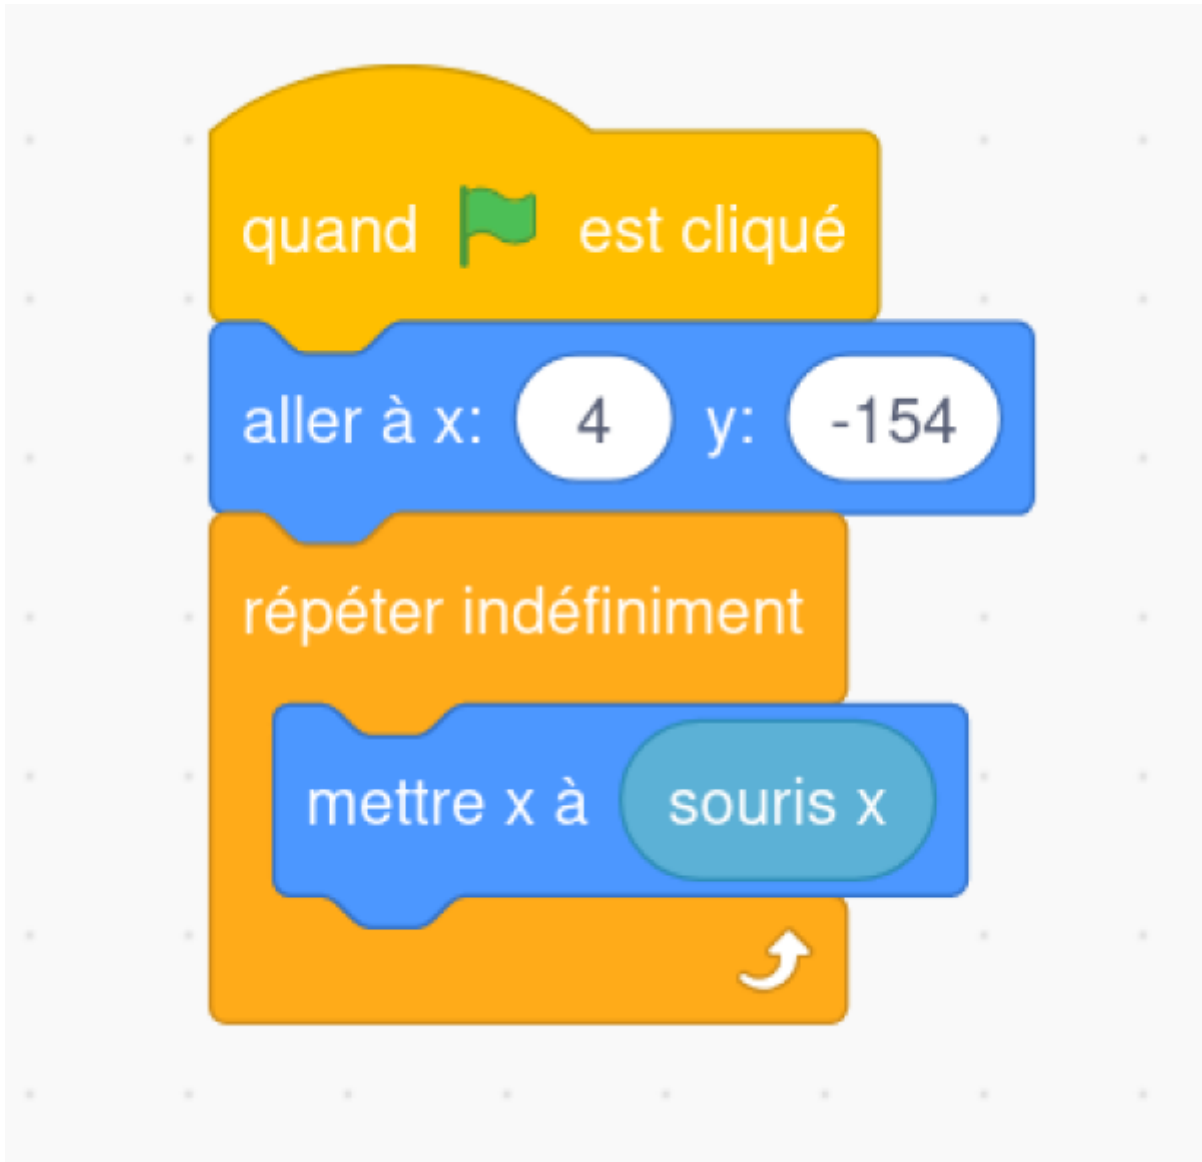 quand est cliqué
aller à x: 4 y: -154
répéter indéfiniment
mettre x à souris x